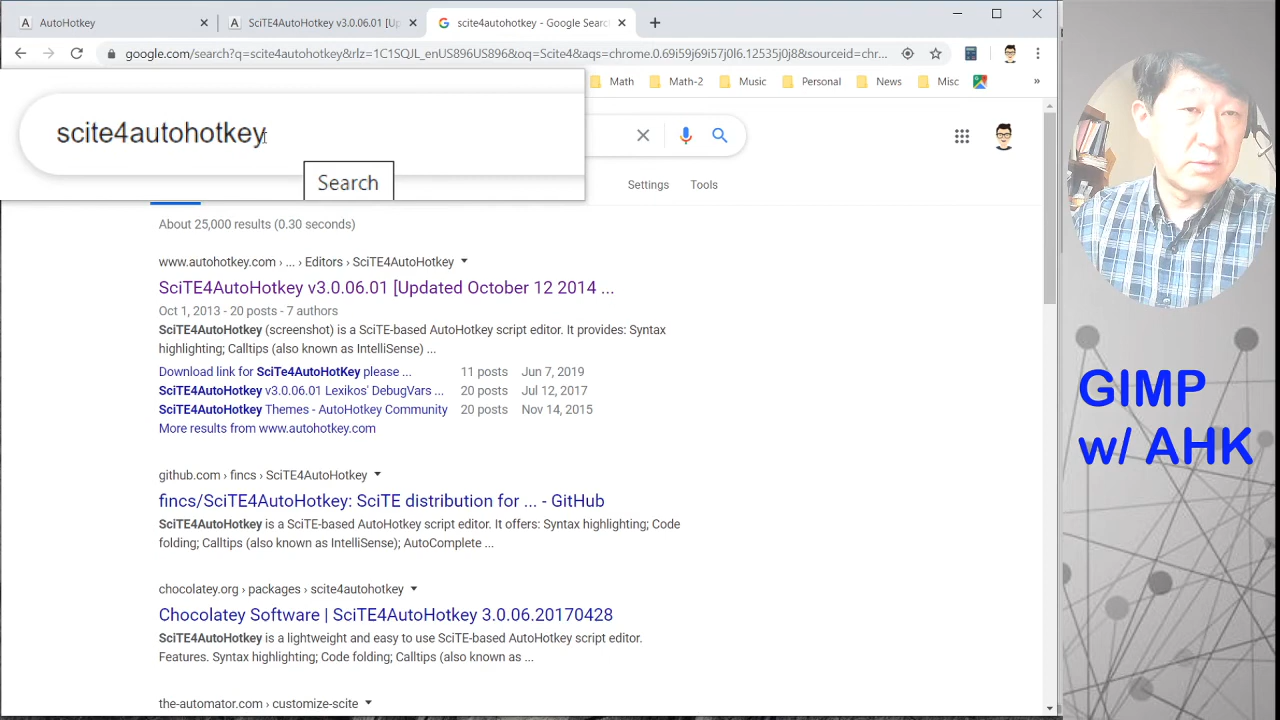 AutoHotkey
SciTE4AutoHotkey v3.0.06.01 [Up
scite4autohotkey - Google Searc
google.com/search?q=scite4autohotkey&rlz=1C1SQJL_enUS896US896&oq=Scite4&aqs=chrome.0.69i59j69i57j0l6.12535j0j8&sourceid=chr...
Math
Math-2
Music
Personal
News
Misc
»
scite4autohotkey
Search
Settings
Tools
About 25,000 results (0.30 seconds)
www.autohotkey.com › ... › Editors › SciTE4AutoHotkey
SciTE4AutoHotkey v3.0.06.01 [Updated October 12 2014 ...
Oct 1, 2013 - 20 posts - 7 authors
SciTE4AutoHotkey (screenshot) is a SciTE-based AutoHotkey script editor. It provides: Syntax
highlighting; Calltips (also known as IntelliSense) ...
Download link for SciTe4AutoHotKey please ... 11 posts Jun 7, 2019
SciTE4AutoHotkey v3.0.06.01 Lexikos' DebugVars ... 20 posts Jul 12, 2017
SciTE4AutoHotkey Themes - AutoHotkey Community 20 posts Nov 14, 2015
More results from www.autohotkey.com
github.com › fincs › SciTE4AutoHotkey
fincs/SciTE4AutoHotkey: SciTE distribution for ... - GitHub
SciTE4AutoHotkey is a SciTE-based AutoHotkey script editor. It offers: Syntax highlighting; Code
folding; Calltips (also known as IntelliSense); AutoComplete ...
chocolatey.org › packages › scite4autohotkey
Chocolatey Software | SciTE4AutoHotkey 3.0.06.20170428
SciTE4AutoHotkey is a lightweight and easy to use SciTE-based AutoHotkey script editor.
Features. Syntax highlighting; Code folding; Calltips (also known as ...
the-automator.com › customize-scite
GIMP
w/ AHK